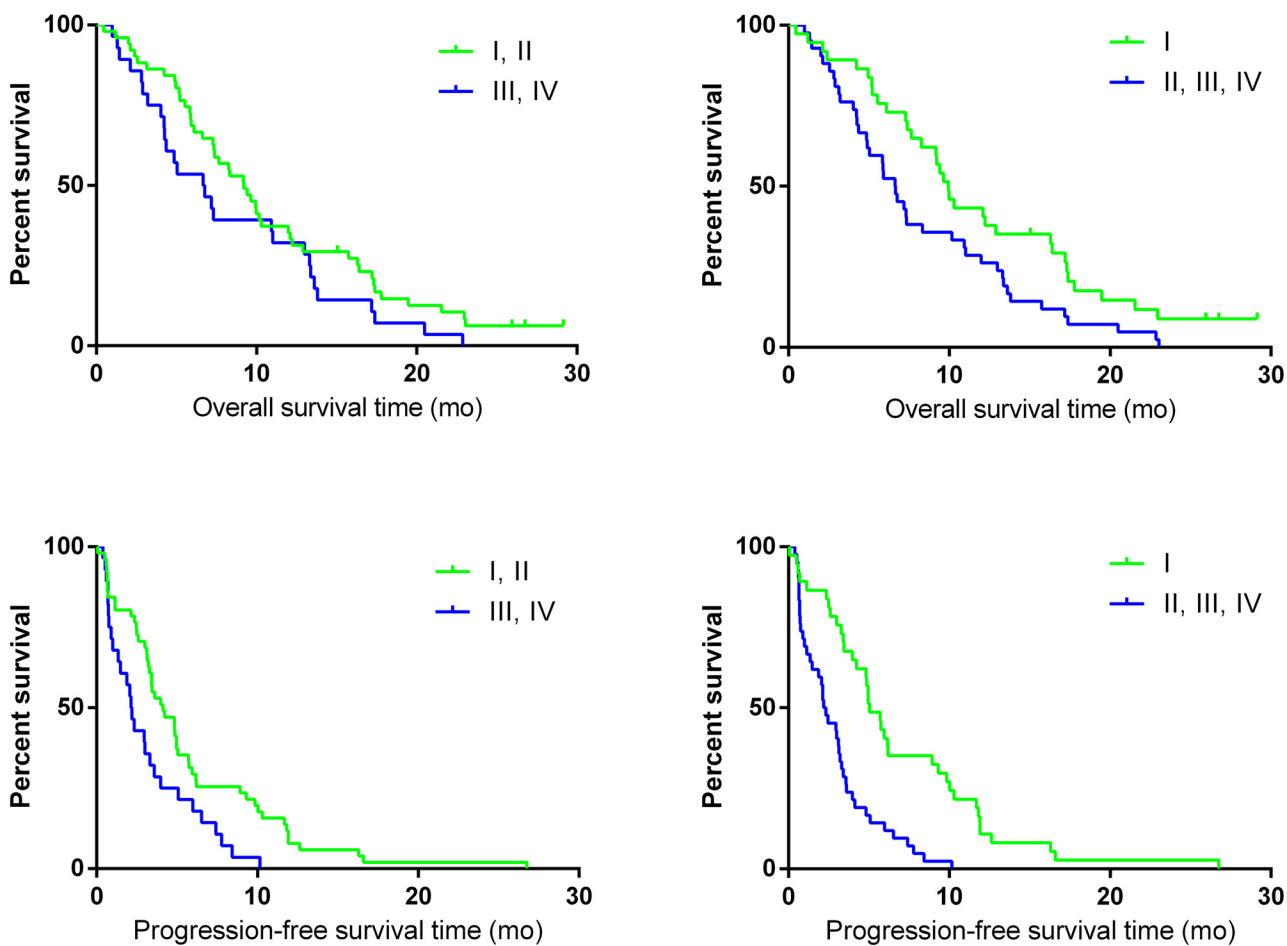 100
50
0
Percent survival
I, II
III, IV
0 10 20 30
Overall survival time (mo)
100
50
0
Percent survival
I
II, III, IV
0 10 20 30
Overall survival time (mo)
100
50
0
Percent survival
I, II
III, IV
0 10 20 30
Progression-free survival time (mo)
100
50
0
Percent survival
I
II, III, IV
0 10 20 30
Progression-free survival time (mo)